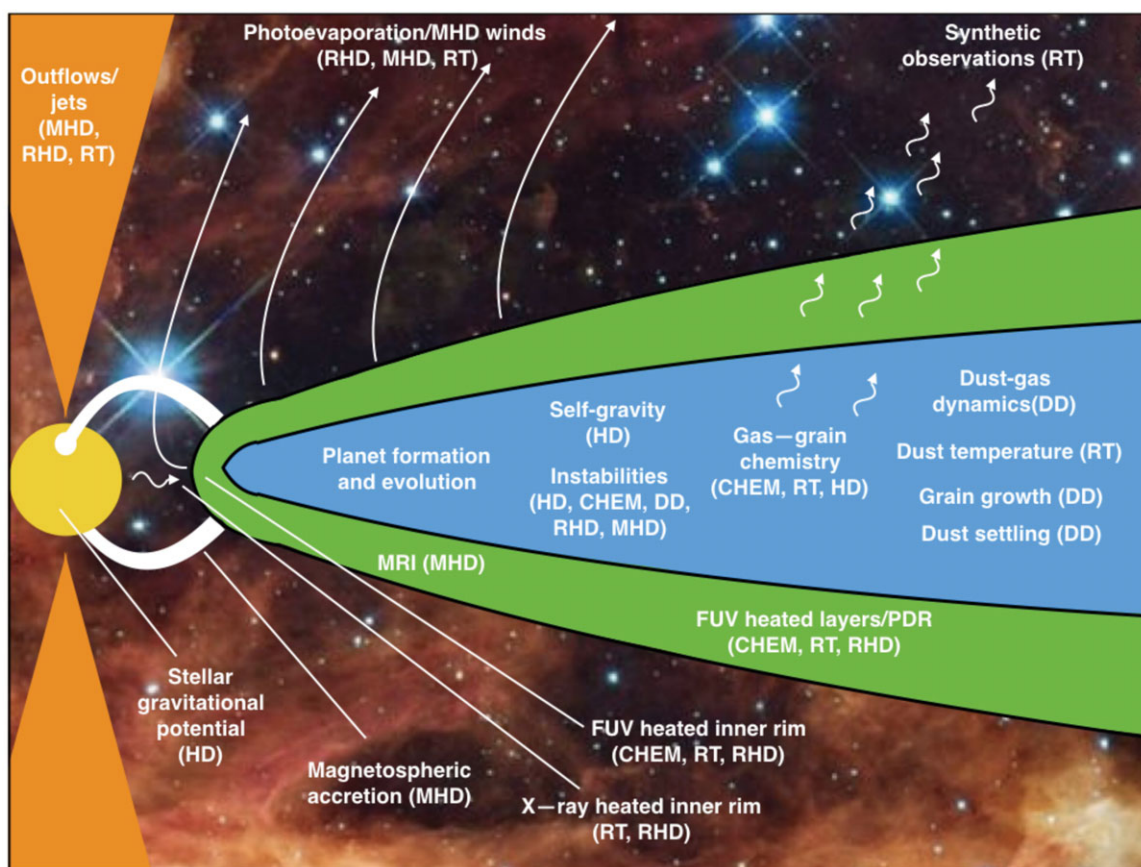 Outflows/
jets
(MHD,
RHD, RT)
Photoevaporation/MHD winds
(RHD, MHD, RT)
Synthetic
observations (RT)
Planet formation
and evolution
Self-gravity
(HD)
Instabilities
(HD, CHEM, DD,
RHD, MHD)
Gas—grain
chemistry
(CHEM, RT, HD)
Dust-gas
dynamics(DD)
Dust temperature (RT)
Grain growth (DD)
Dust settling (DD)
MRI (MHD)
FUV heated layers/PDR
(CHEM, RT, RHD)
Stellar
gravitational
potential
(HD)
Magnetospheric
accretion (MHD)
FUV heated inner rim
(CHEM, RT, RHD)
X—ray heated inner rim
(RT, RHD)